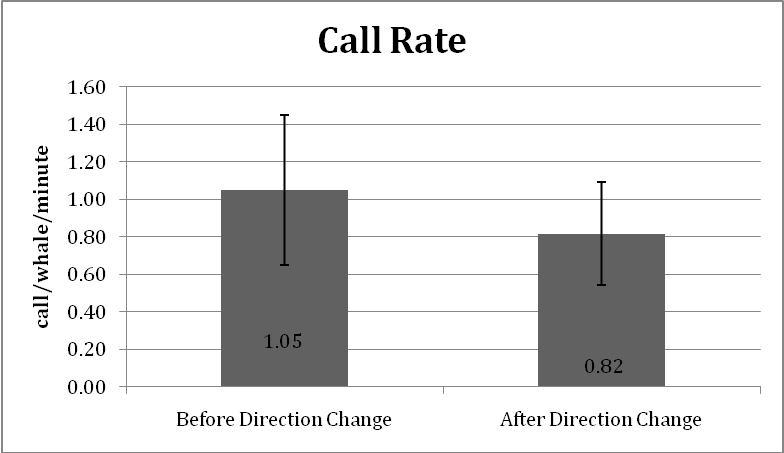 Call Rate
call/whale/minute
1.60
1.40
1.20
1.00
0.80
0.60
0.40
0.20
0.00
1.05
0.82
Before Direction Change
After Direction Change